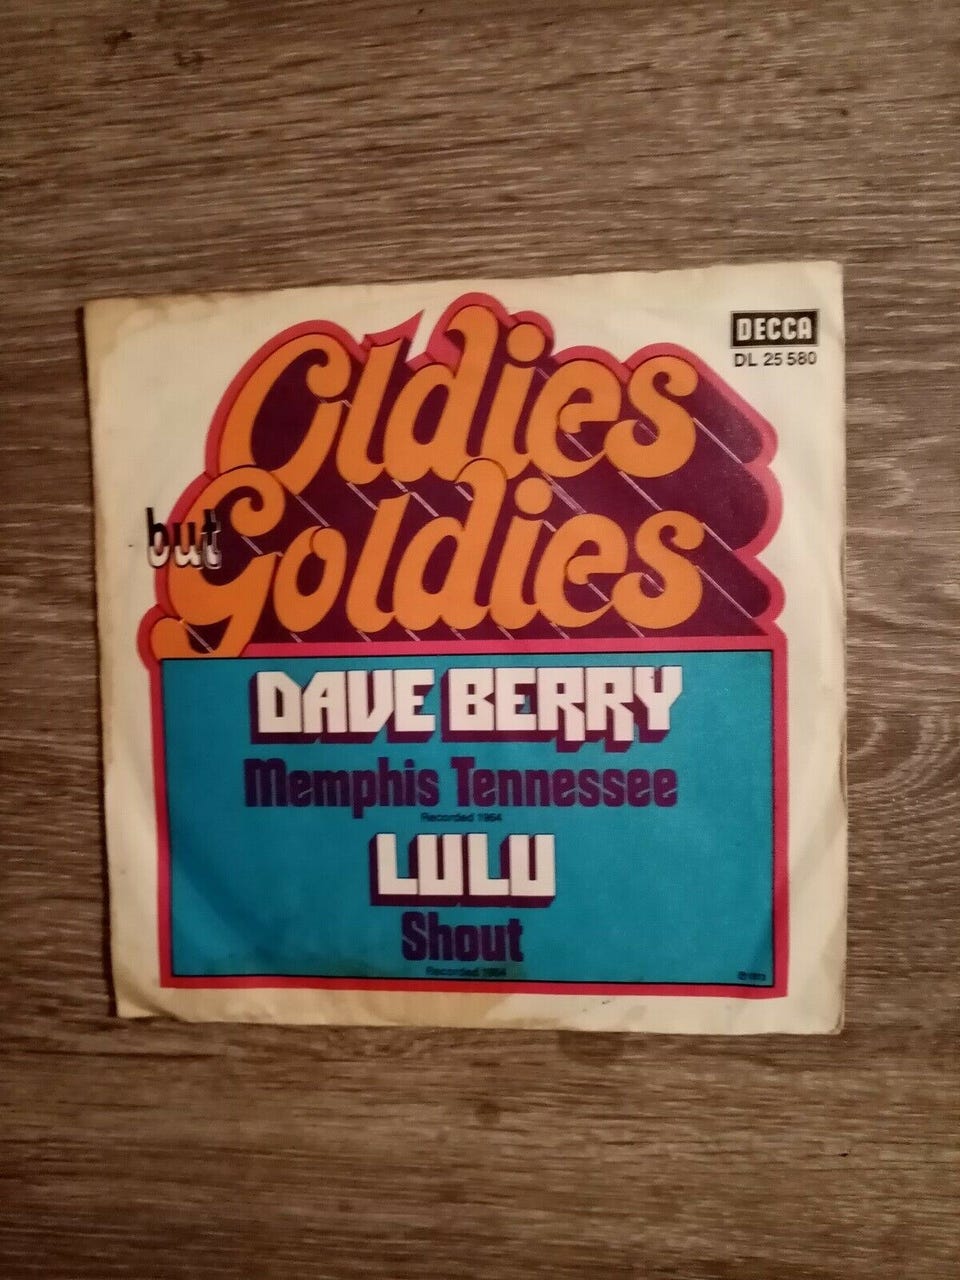 DECCA
DL 25 580
Oldies
but
Goldies
DAVE BERRY
Memphis Tennessee
Recorded 1964
LULU
Shout
Recorded 1964